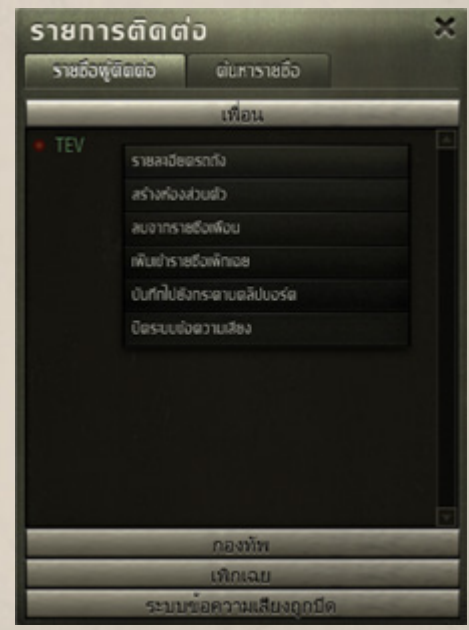 รายการติดต่อ
รายชื่อผู้ติดต่อ ค้นหารายชื่อ
เพื่อน
TEV
รายละเอียดรถถัง
สร้างห้องส่วนตัว
ลบจากรายชื่อเพื่อน
เพิ่มเข้ารายชื่อเพิกเฉย
บันทึกไปยังกระดานคลิปบอร์ด
ปิดระบบข้อความเสียง
กองทัพ
เพิกเฉย
ระบบข้อความเสียงถูกปิด